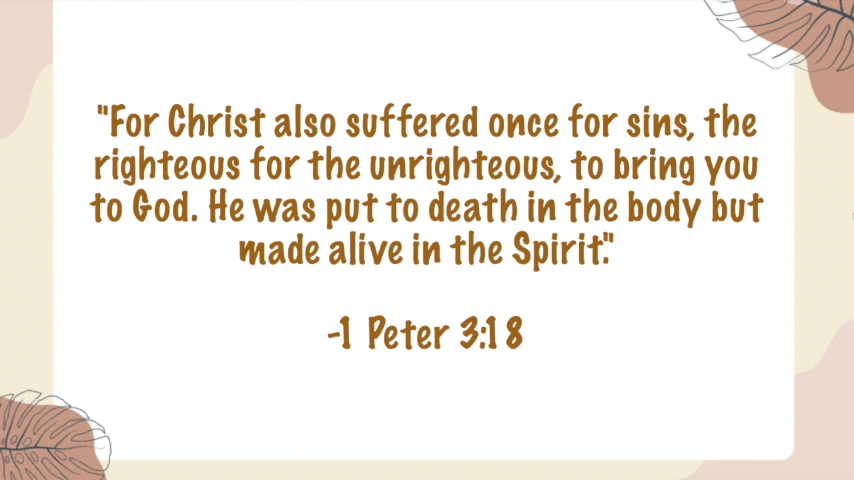 "For Christ also suffered once for sins, the
righteous for the unrighteous, to bring you
to God. He was put to death in the body but
made alive in the Spirit."
-1 Peter 3:18